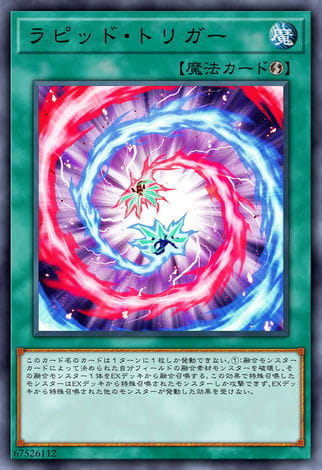 ラピッド・トリガー
魔
【魔法カード】
このカード名のカードは1ターンに1枚しか発動できない。①:融合モンスター
カードによって決められた自分フィールドの融合素材モンスターを破壊し、そ
の融合モンスター1体をEXデッキから融合召喚する。この効果で特殊召喚した
モンスターはEXデッキから特殊召喚されたモンスターしか攻撃できず、EXデッ
キから特殊召喚された他のモンスターが発動した効果を受けない。
67526112